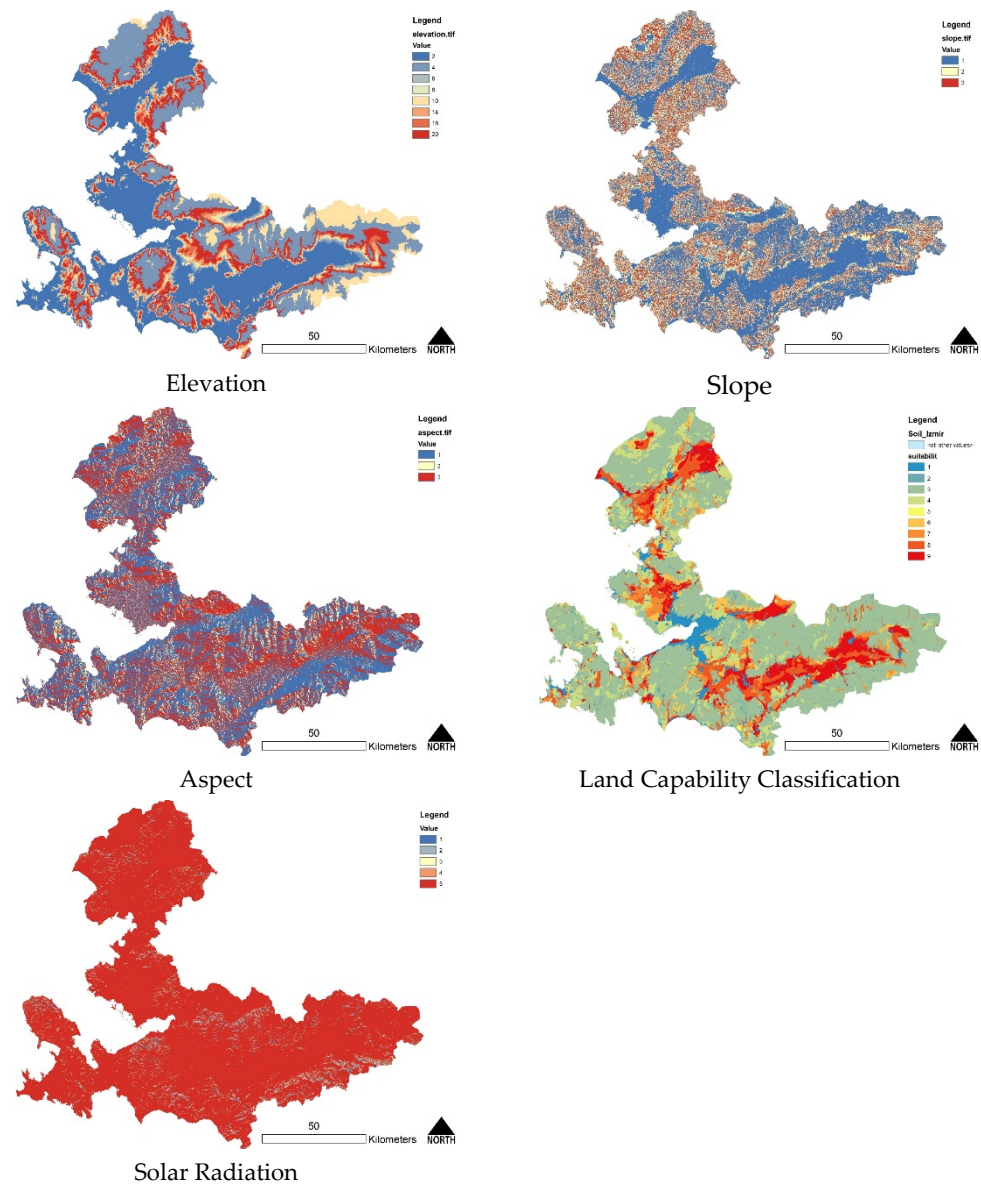 Legend
elevation.tif
Value
2
4
6
8
10
14
16
20
50
Kilometers
NORTH
Elevation
Legend
slope.tif
Value
1
2
3
50
Kilometers
NORTH
Slope
Legend
aspect.tif
Value
1
2
3
50
Kilometers
NORTH
Aspect
Legend
Soil_Izmir
<all other values>
suitabilit
1
2
3
4
5
6
7
8
9
50
Kilometers
NORTH
Land Capability Classification
Legend
Value
1
2
3
4
5
50
Kilometers
NORTH
Solar Radiation